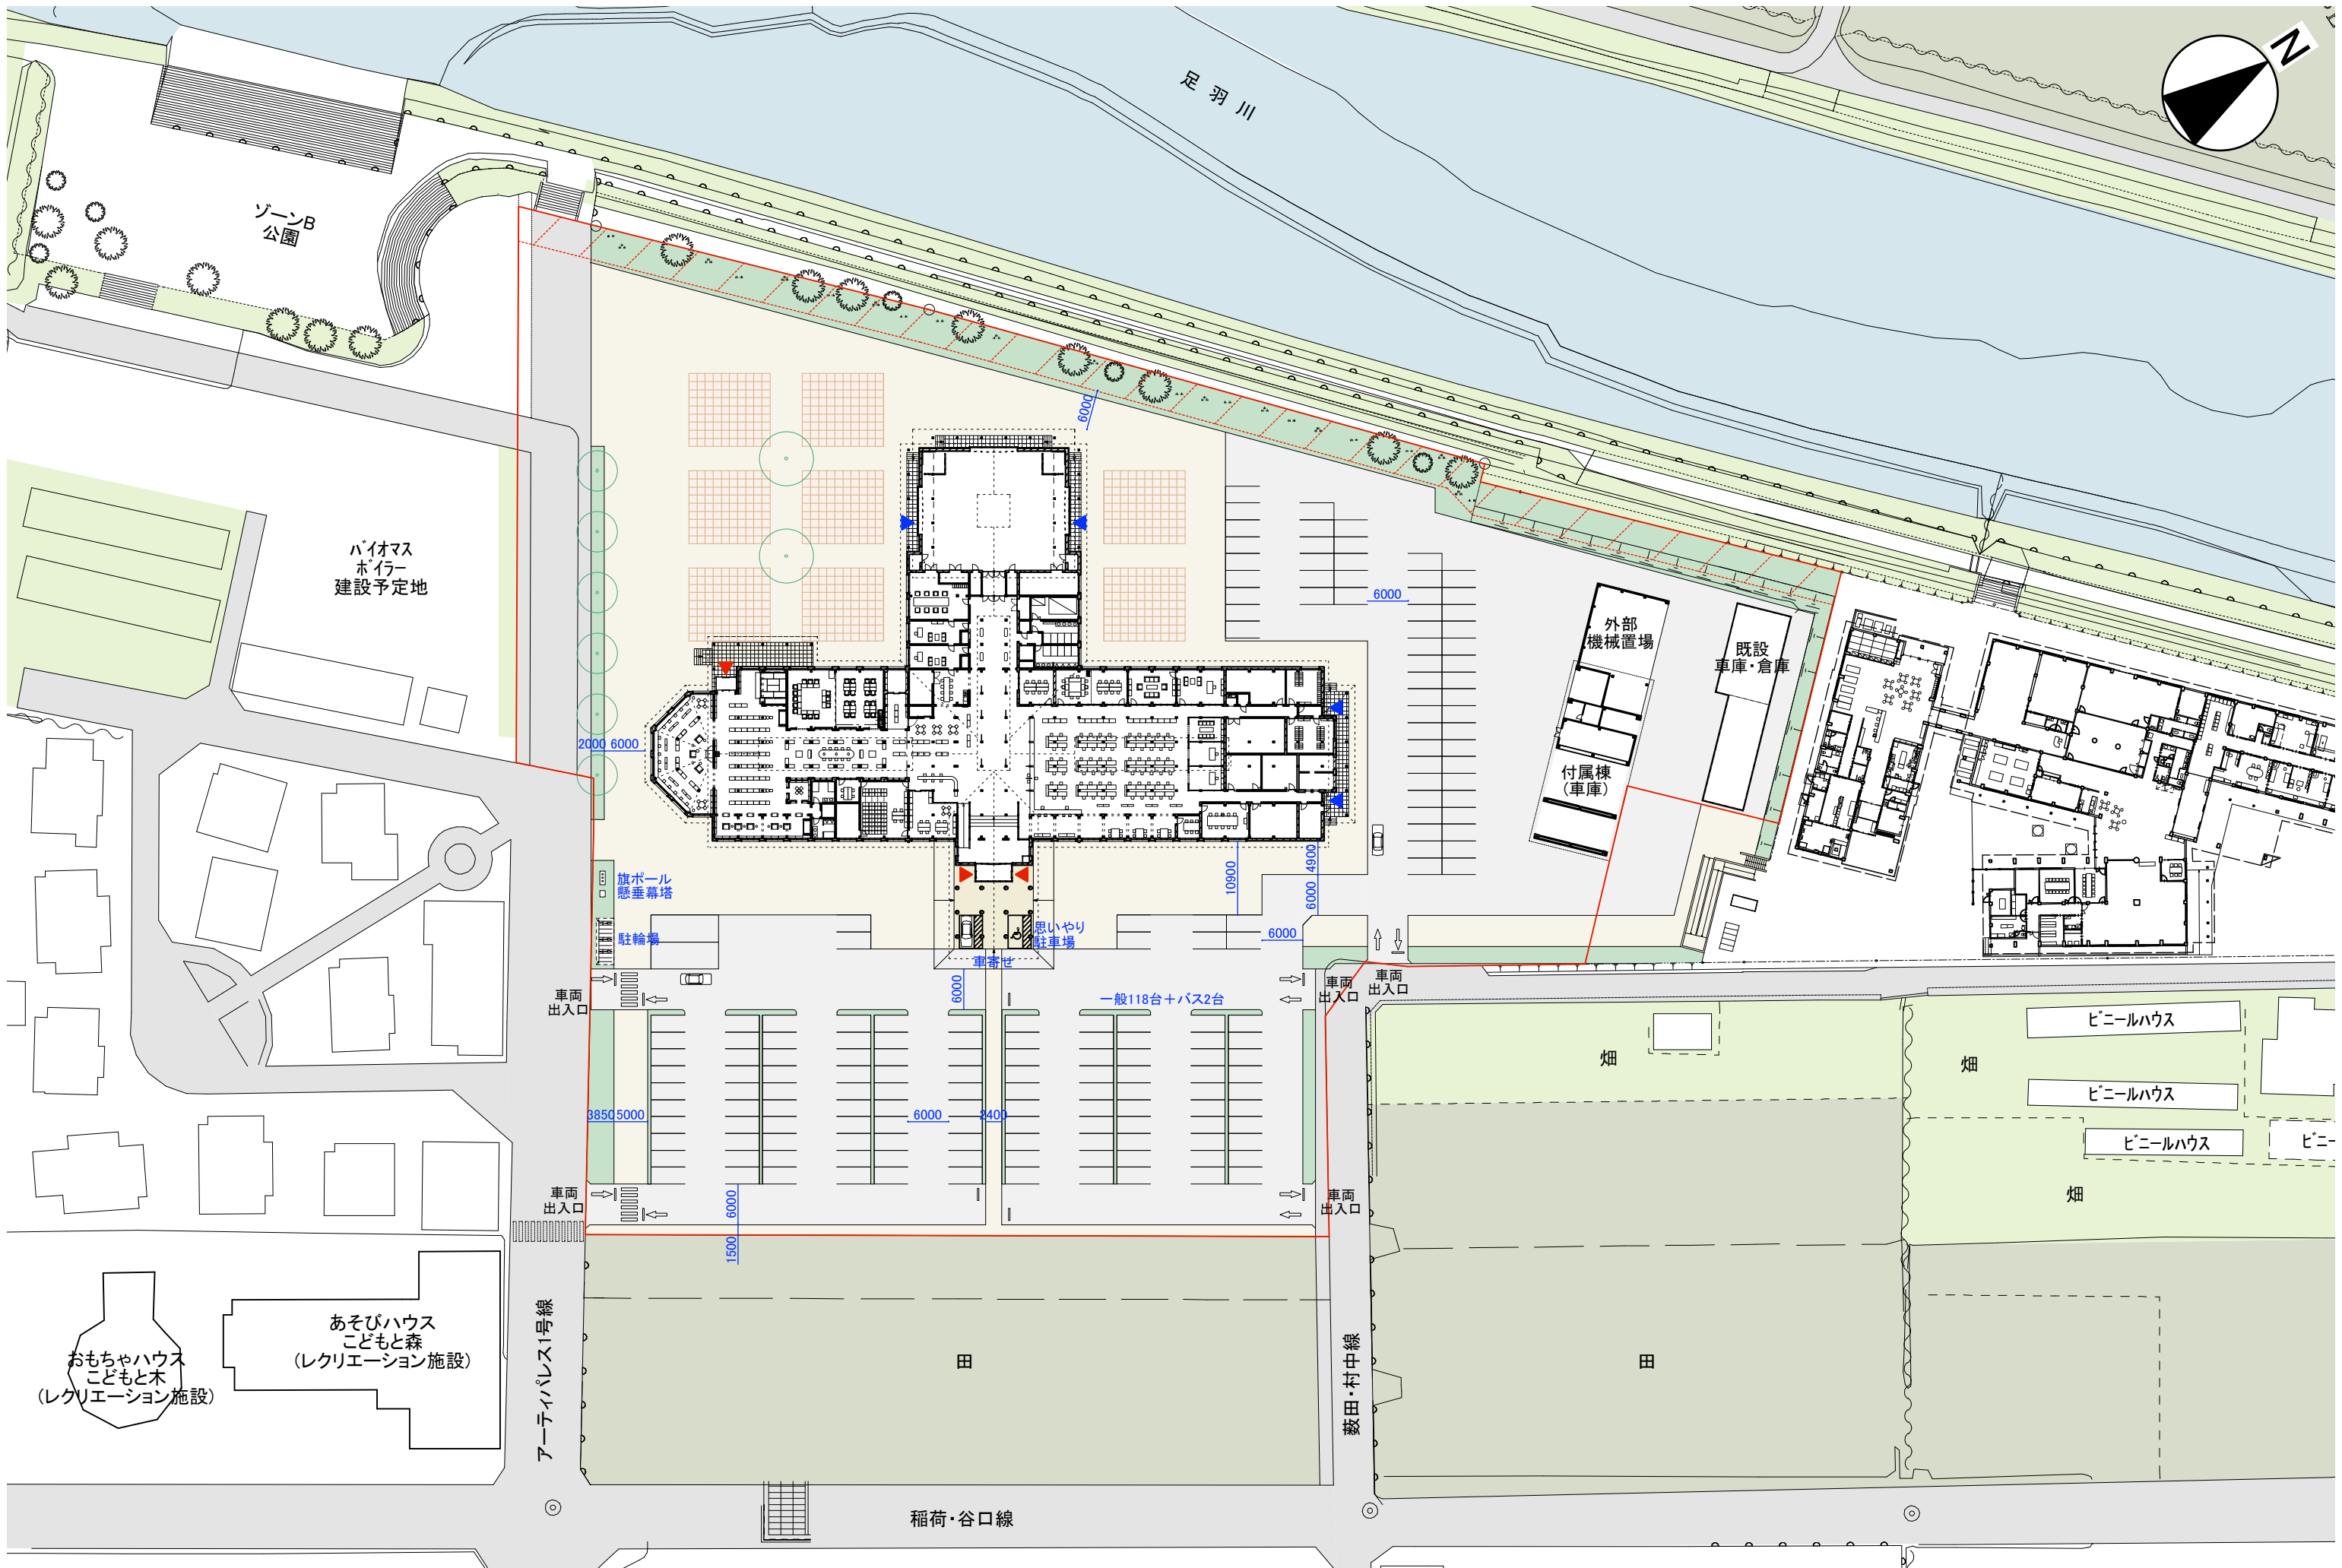 N
足羽川
ゾーンB
公園
バイオマス
ボイラー
建設予定地
6000
6000
外部
機械置場
既設
車庫・倉庫
付属棟
(車庫)
2000 6000
旗ポール
懸垂幕塔
駐輪場
思いやり
駐車場
車寄せ
10900
4900
6000
6000
6000
一般118台+バス2台
車両
出入口
車両
出入口
車両
出入口
3850 5000
6000
2400
車両
出入口
車両
出入口
6000
1500
畑
畑
畑
ビニールハウス
ビニールハウス
ビニールハウス
ビニー
おもちゃハウス
こどもと木
(レクリエーション施設)
あそびハウス
こどもと森
(レクリエーション施設)
アーティパレス1号線
田
薮田・村中線
田
稲荷・谷口線